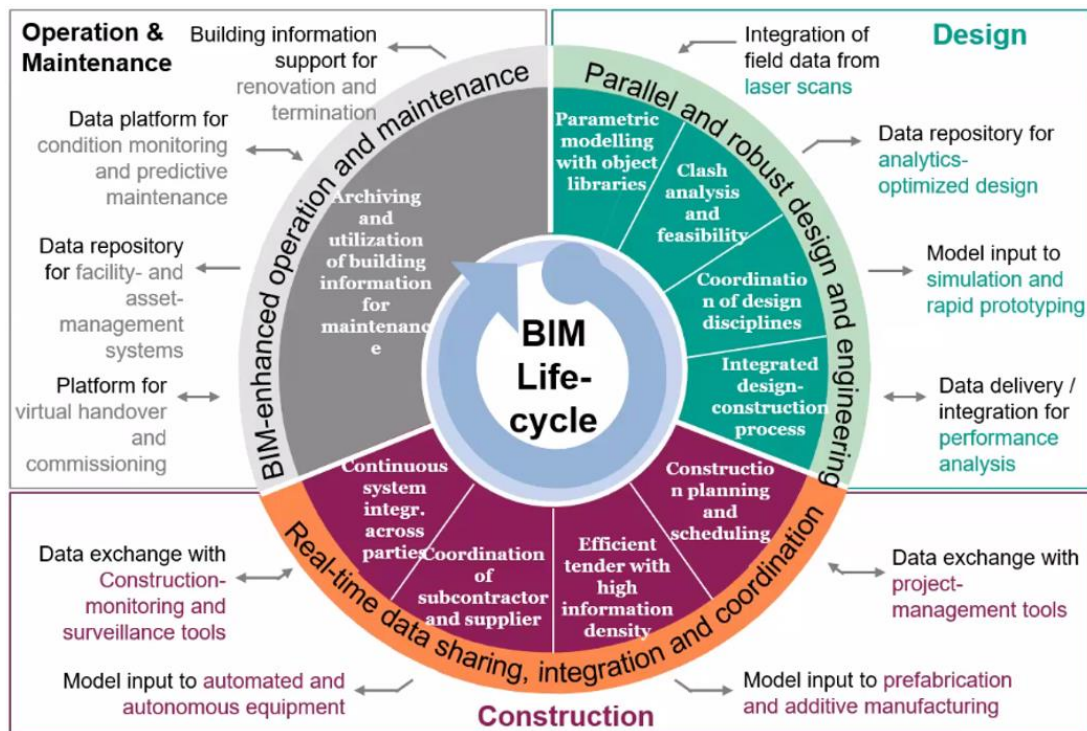 Operation &
Maintenance
Building information
support for
renovation and
termination
Data platform for
condition monitoring
and predictive
maintenance
Data repository
for facility- and
asset-
management
systems
Platform for
virtual handover
and
commissioning
BIM-enhanced operation and maintenance
Archiving
and
utilization
of building
information
for
maintenanc
e
Design
Integration of
field data from
laser scans
Data repository for
analytics-
optimized design
Model input to
simulation and
rapid prototyping
Data delivery /
integration for
performance
analysis
Parallel and robust design and engineering
Parametric
modelling
with object
libraries
Clash
analysis
and
feasibility
Coordinatio
n of design
disciplines
Integrated
design-
construction
process
BIM
Life-
cycle
Constructio
n planning
and
scheduling
Efficient
tender with
high
information
density
Coordination
of
subcontractor
and supplier
Continuous
system
integr.
across
parties
Real-time data sharing, integration and coordination
Data exchange with
Construction-
monitoring and
surveillance tools
Model input to automated and
autonomous equipment
Data exchange with
project-
management tools
Model input to prefabrication
and additive manufacturing
Construction